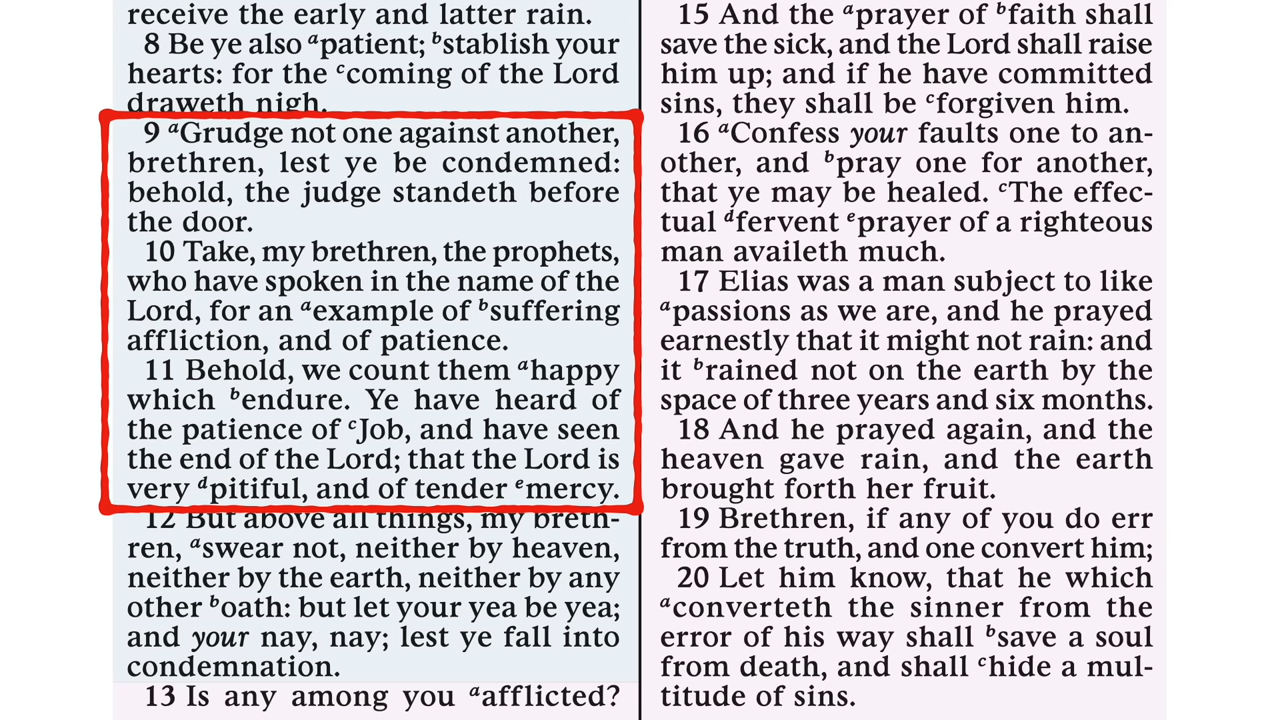 receive the early and latter rain.
8 Be ye also ᵃpatient; ᵇstablish your
hearts: for the ᶜcoming of the Lord
draweth nigh.
9 ᵃGrudge not one against another,
brethren, lest ye be condemned:
behold, the judge standeth before
the door.
10 Take, my brethren, the prophets,
who have spoken in the name of the
Lord, for an ᵃexample of ᵇsuffering
affliction, and of patience.
11 Behold, we count them ᵃhappy
which ᵇendure. Ye have heard of
the patience of ᶜJob, and have seen
the end of the Lord; that the Lord is
very ᵈpitiful, and of tender ᵉmercy.
12 But above all things, my breth-
ren, ᵃswear not, neither by heaven,
neither by the earth, neither by any
other ᵇoath: but let your yea be yea;
and your nay, nay; lest ye fall into
condemnation.
13 Is any among you ᵃafflicted?
15 And the ᵃprayer of ᵇfaith shall
save the sick, and the Lord shall raise
him up; and if he have committed
sins, they shall be ᶜforgiven him.
16 ᵃConfess your faults one to an-
other, and ᵇpray one for another,
that ye may be healed. ᶜThe effec-
tual ᵈfervent ᵉprayer of a righteous
man availeth much.
17 Elias was a man subject to like
ᵃpassions as we are, and he prayed
earnestly that it might not rain: and
it ᵇrained not on the earth by the
space of three years and six months.
18 And he prayed again, and the
heaven gave rain, and the earth
brought forth her fruit.
19 Brethren, if any of you do err
from the truth, and one convert him;
20 Let him know, that he which
ᵃconverteth the sinner from the
error of his way shall ᵇsave a soul
from death, and shall ᶜhide a mul-
titude of sins.